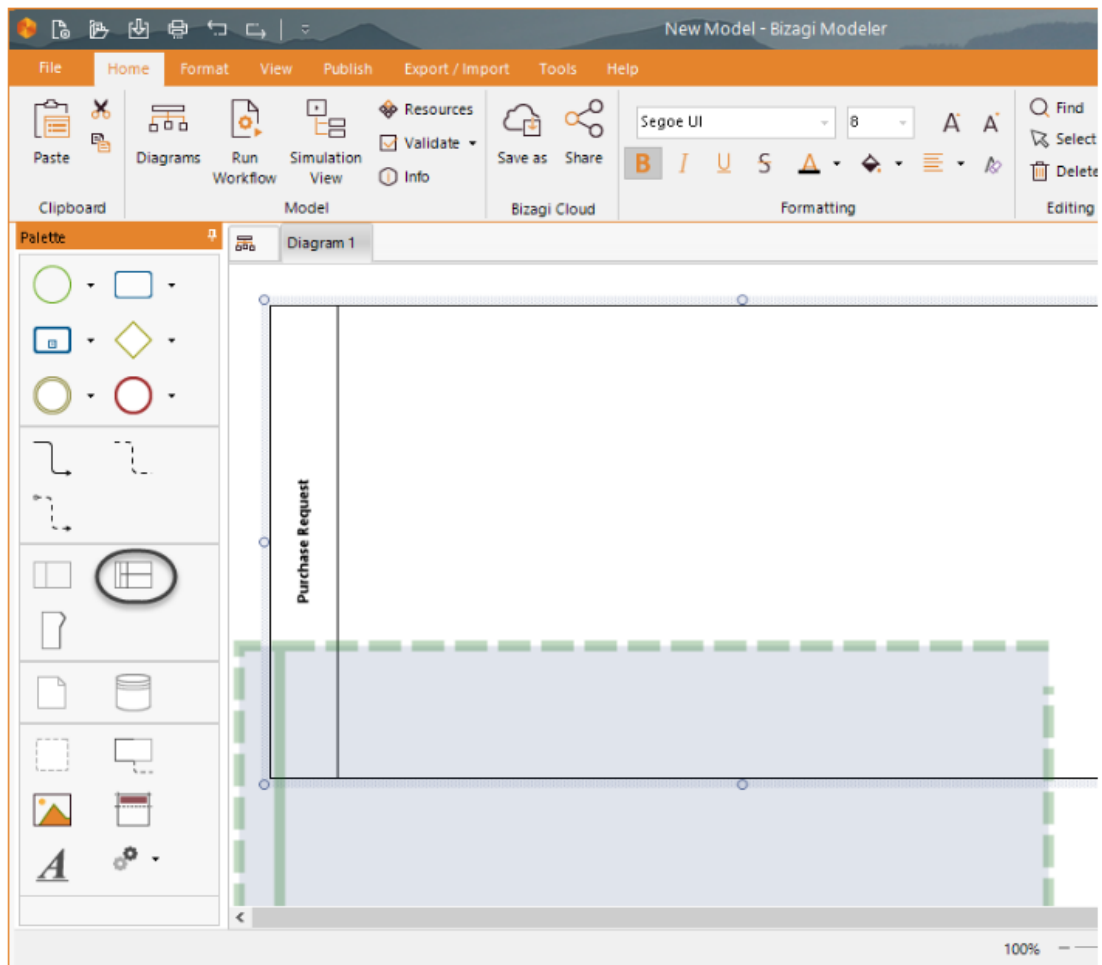 New Model - Bizagi Modeler
File Home Format View Publish Export / Import Tools Help
Paste
Clipboard
Diagrams
Run
Workflow
Simulation
View
Resources
Validate
Info
Model
Save as Share
Bizagi Cloud
Segoe UI 8 A A
B I U S A
Formatting
Find
Select
Delete
Editing
Palette
Diagram 1
Purchase Request
A
100%